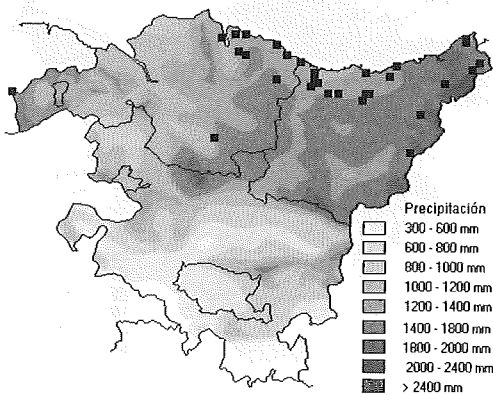 Precipitación
300 - 600 mm
600 - 800 mm
800 - 1000 mm
1000 - 1200 mm
1200 - 1400 mm
1400 - 1800 mm
1800 - 2000 mm
2000 - 2400 mm
> 2400 mm